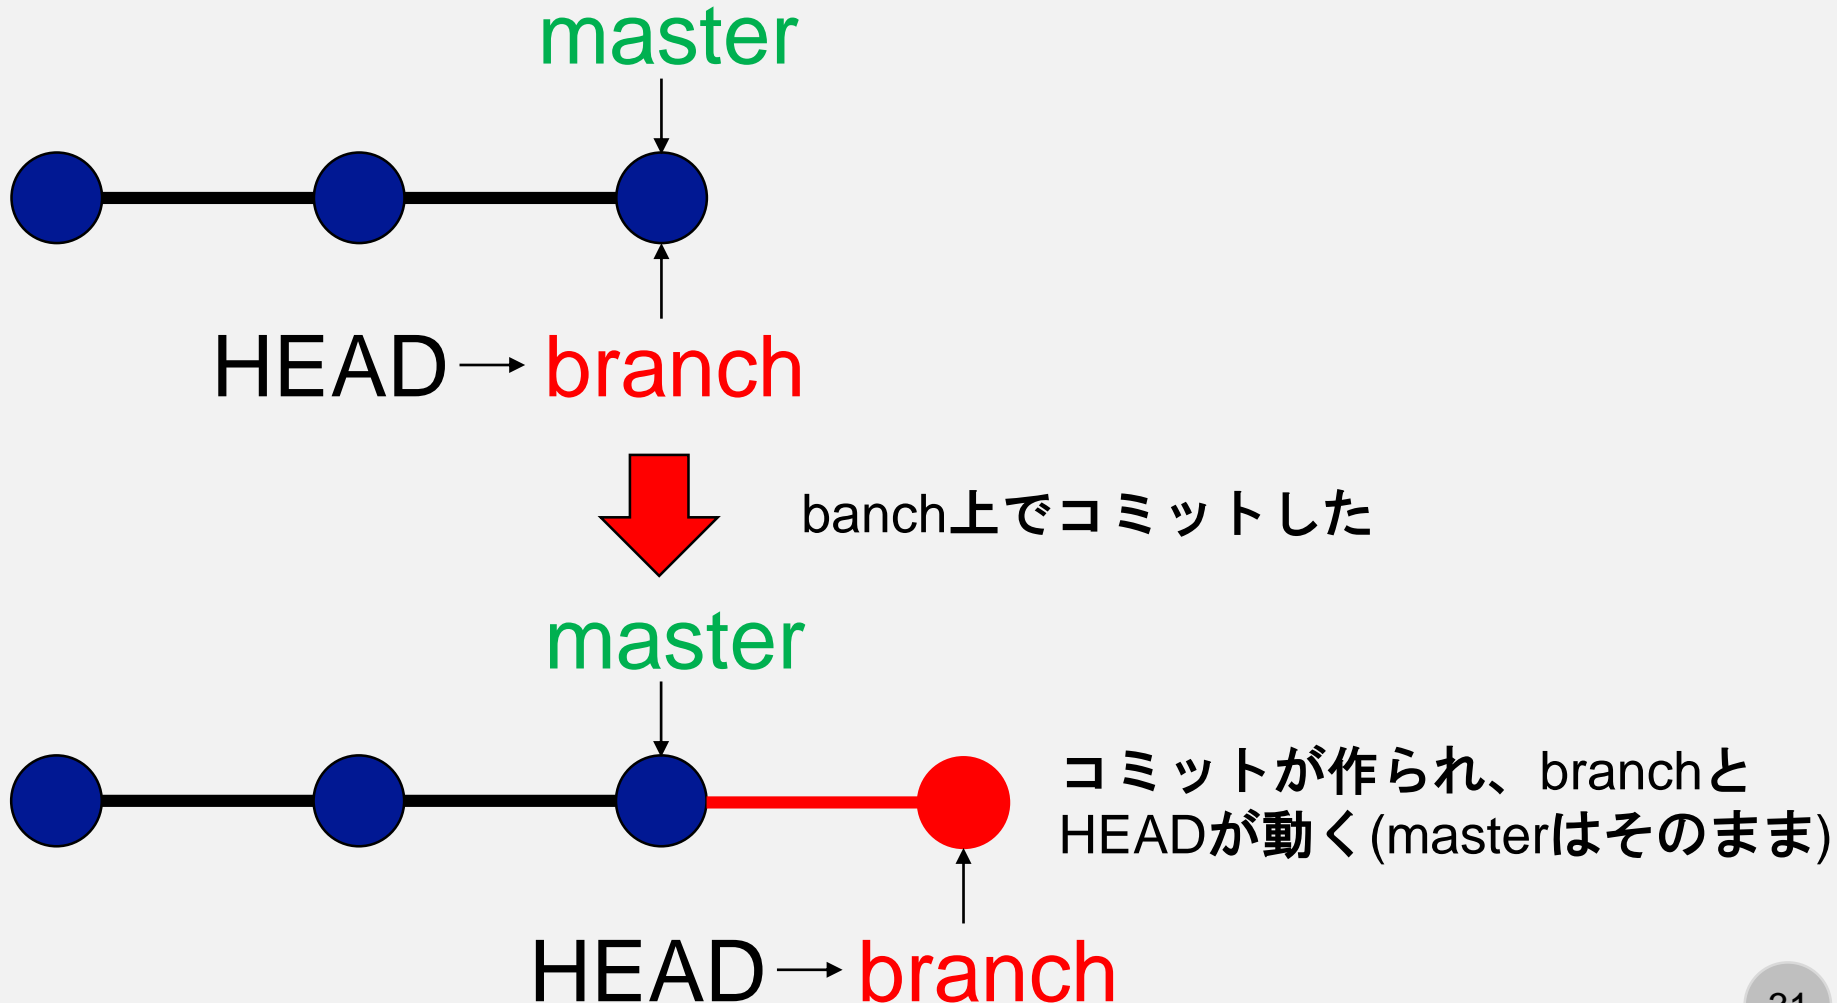 master
HEAD branch
banch上でコミットした
master
コミットが作られ、branchと
HEADが動く(masterはそのまま)
HEAD branch